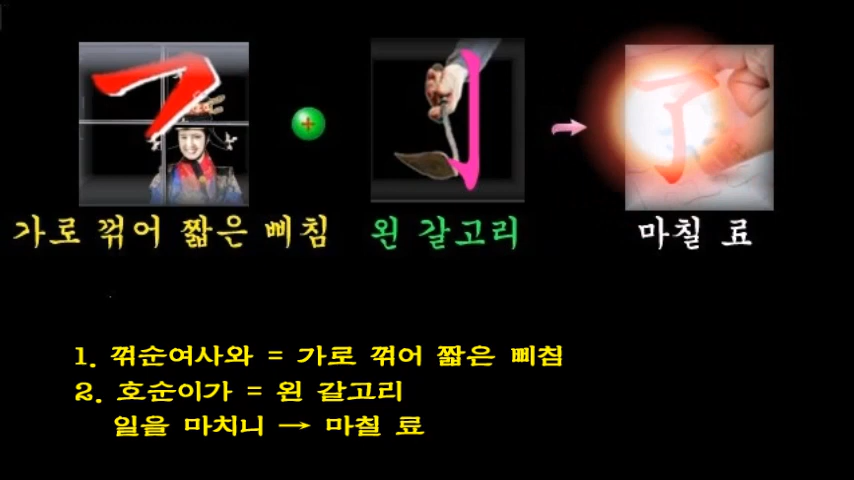 가로 꺾어 짧은 삐침 왼 갈고리 마칠 료
1. 꺾순여사와 = 가로 꺾어 짧은 삐침
2. 호순이가 = 왼 갈고리
일을 마치니 → 마칠 료